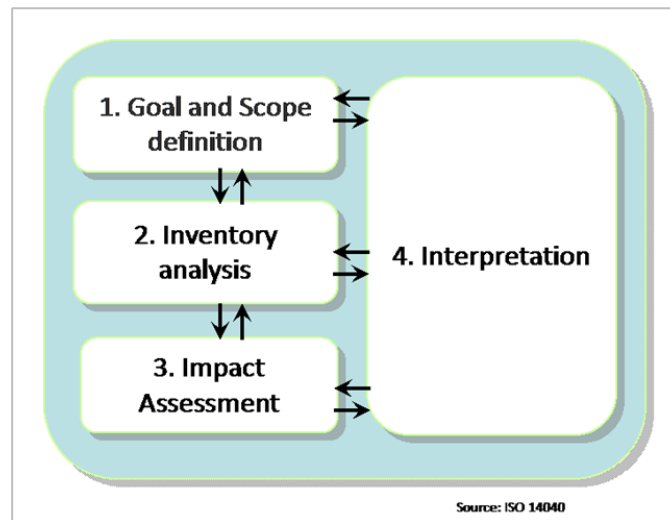 1. Goal and Scope
definition
2. Inventory
analysis
3. Impact
Assessment
4. Interpretation
Source: ISO 14040